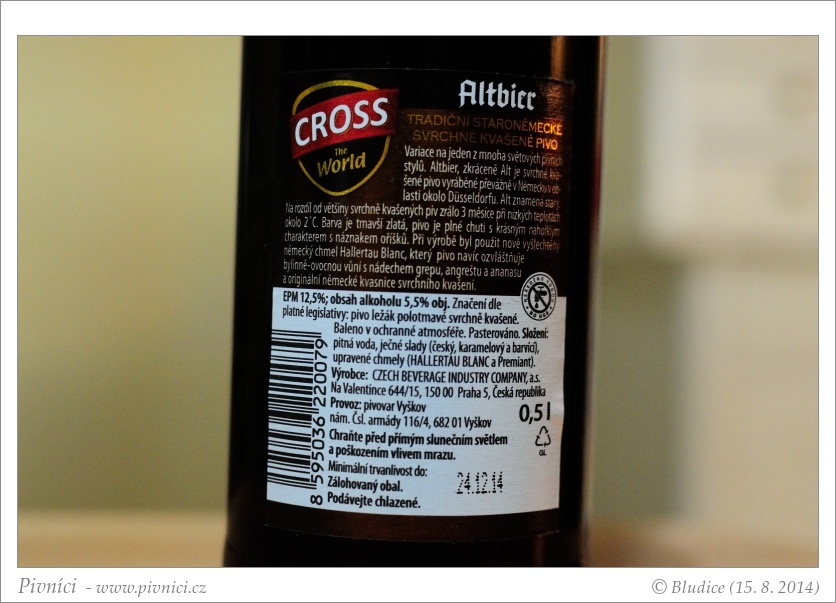 CROSS
The
World
Altbier
TRADIČNÍ STARONĚMECKÉ
SVRCHNĚ KVAŠENÉ PIVO
Variace na jeden z mnoha světových pivních
stylů. Altbier, zkráceně Alt je svrchně kva-
šené pivo vyráběné převážně v Německu v ob-
lasti okolo Düsseldorfu. Alt znamená starý.
Na rozdíl od většiny svrchně kvašených piv zrálo 3 měsíce při nízkých teplotách
okolo 2°C. Barva je tmavší zlatá, pivo je plné chuti s krásným nahořklým
charakterem s náznakem oříšků. Při výrobě byl použit nově vyšlechtěný
německý chmel Hallertau Blanc, který pivo navíc ozvláštňuje
bylinně-ovocnou vůní s nádechem grepu, angreštu a ananasu
a originální německé kvasnice svrchního kvašení.
EPM 12,5%; obsah alkoholu 5,5% obj. Značení dle
platné legislativy: pivo ležák polotmavé svrchně kvašené.
Baleno v ochranné atmosféře. Pasterováno. Složení:
pitná voda, ječné slady (český, karamelový a barvící),
upravené chmely (HALLERTAU BLANC a Premiant).
Výrobce: CZECH BEVERAGE INDUSTRY COMPANY, a.s.
Na Valentince 644/15, 150 00 Praha 5, Česká republika
Provoz: pivovar Vyškov
nám. Čsl. armády 116/4, 682 01 Vyškov
0,5 l
Chraňte před přímým slunečním světlem
a poškozením vlivem mrazu.
GL
Minimální trvanlivost do:
24.12.14
Zálohovaný obal.
Podávejte chlazené.
8 595036 220079
Pivníci - www.pivnici.cz
© Bludice (15. 8. 2014)